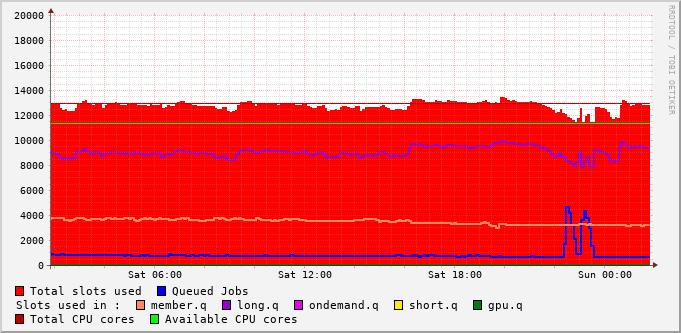 20000
18000
16000
14000
12000
10000
8000
6000
4000
2000
0
Sat 06:00 Sat 12:00 Sat 18:00 Sun 00:00
RRDTOOL / TOBI OETIKER
Total slots used Queued Jobs
Slots used in : member.q long.q ondemand.q short.q gpu.q
Total CPU cores Available CPU cores